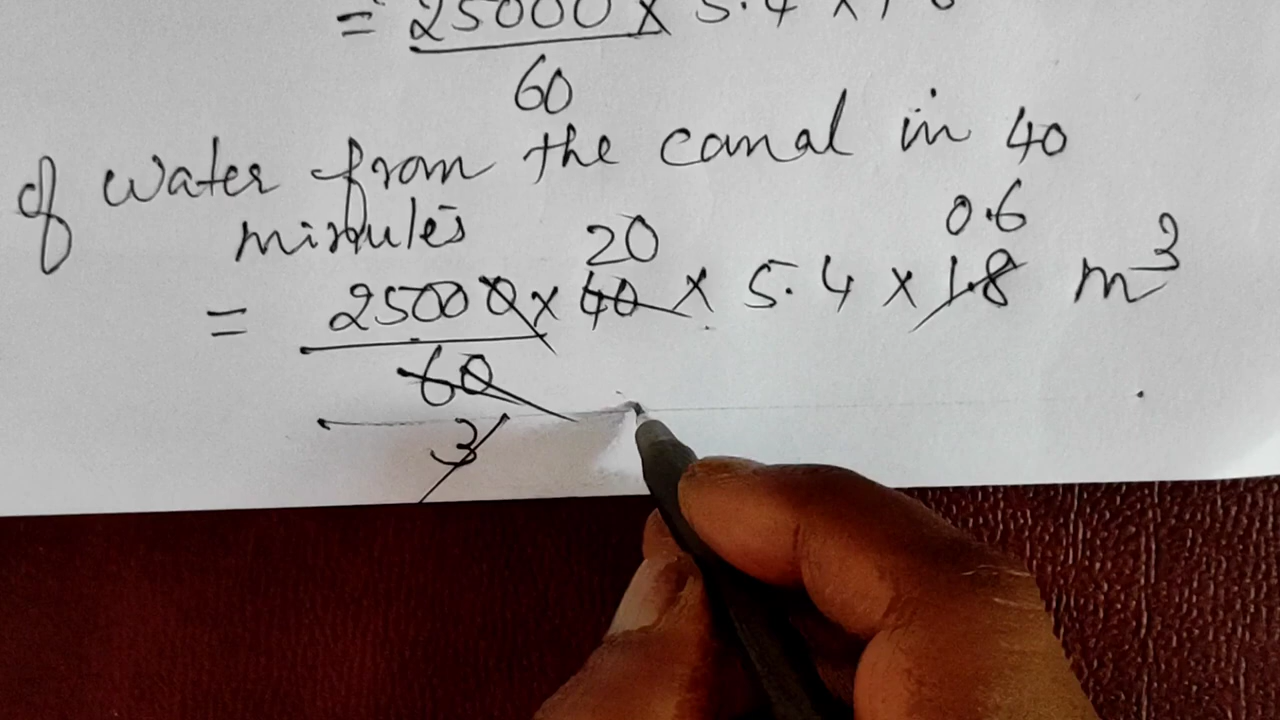 = 25000 × 5.4 × 1.8
60
of water from the canal in 40
minutes
20 0.6
= 25000 × 40 × 5.4 × 1.8 m³
60
3